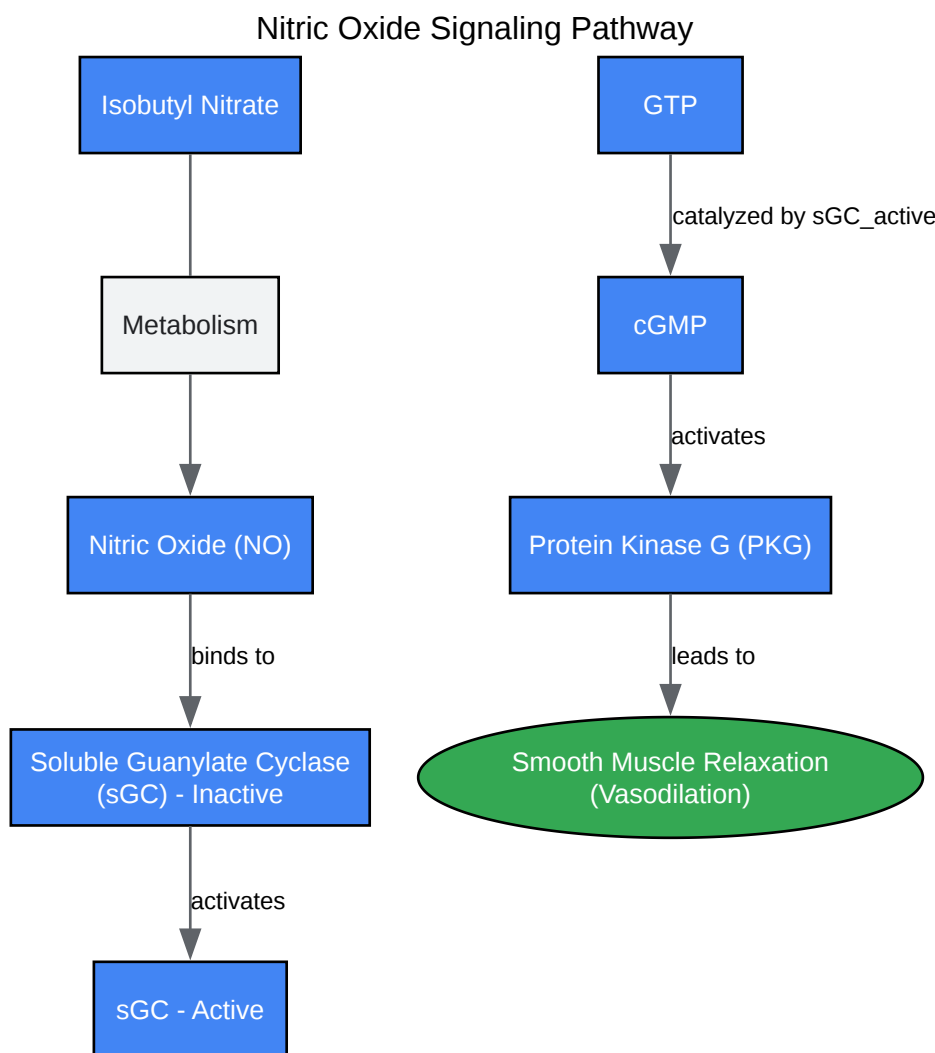 Nitric Oxide Signaling Pathway
Isobutyl Nitrate
Metabolism
Nitric Oxide (NO)
binds to
Soluble Guanylate Cyclase
(sGC) - Inactive
activates
sGC - Active
GTP
catalyzed by sGC_active
cGMP
activates
Protein Kinase G (PKG)
leads to
Smooth Muscle Relaxation
(Vasodilation)